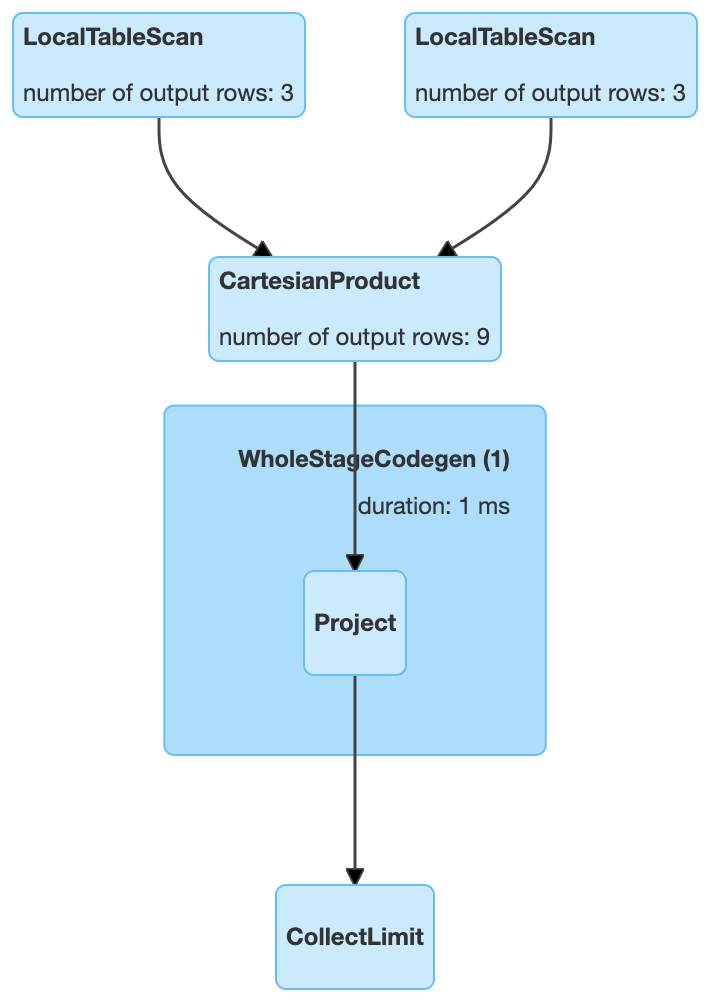 LocalTableScan
number of output rows: 3
LocalTableScan
number of output rows: 3
CartesianProduct
number of output rows: 9
WholeStageCodegen (1)
duration: 1 ms
Project
CollectLimit